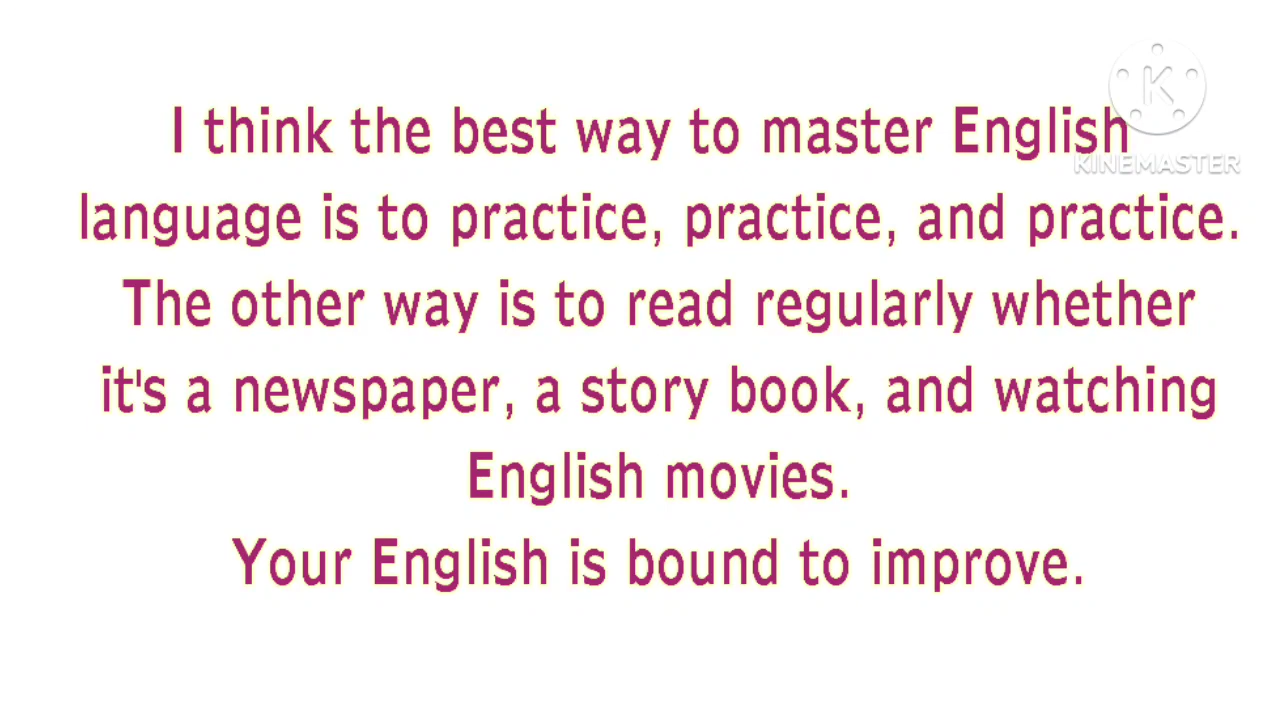 I think the best way to master English
KINEMASTER
language is to practice, practice, and practice.
The other way is to read regularly whether
it's a newspaper, a story book, and watching
English movies.
Your English is bound to improve.